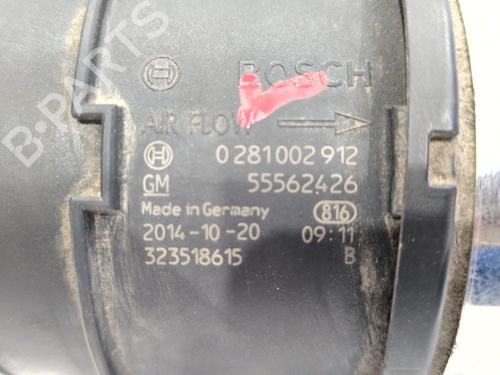 BOSCH
AIR FLOW
0 281 002 912
GM 55562426
Made in Germany 816
2014-10-20 09:11
323518615 B
B-PARTS